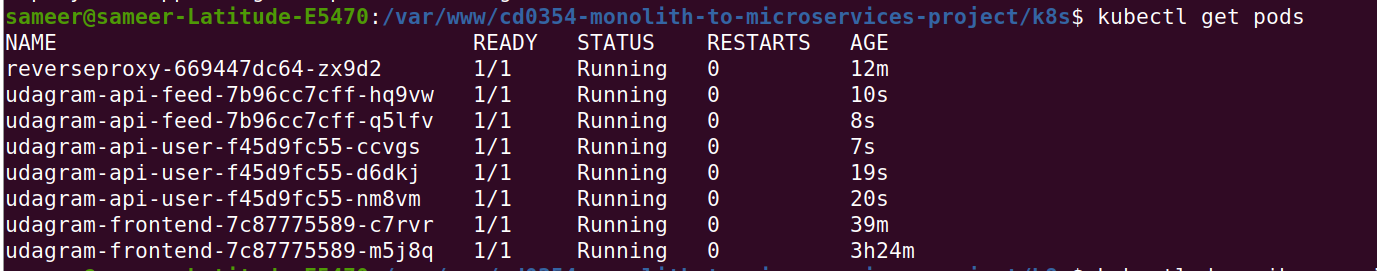 sameer@sameer-Latitude-E5470:/var/www/cd0354-monolith-to-microservices-project/k8s$ kubectl get pods
NAME READY STATUS RESTARTS AGE
reverseproxy-669447dc64-zx9d2 1/1 Running 0 12m
udagram-api-feed-7b96cc7cff-hq9vw 1/1 Running 0 10s
udagram-api-feed-7b96cc7cff-q5lfv 1/1 Running 0 8s
udagram-api-user-f45d9fc55-ccvgs 1/1 Running 0 7s
udagram-api-user-f45d9fc55-d6dkj 1/1 Running 0 19s
udagram-api-user-f45d9fc55-nm8vm 1/1 Running 0 20s
udagram-frontend-7c87775589-c7rvr 1/1 Running 0 39m
udagram-frontend-7c87775589-m5j8q 1/1 Running 0 3h24m